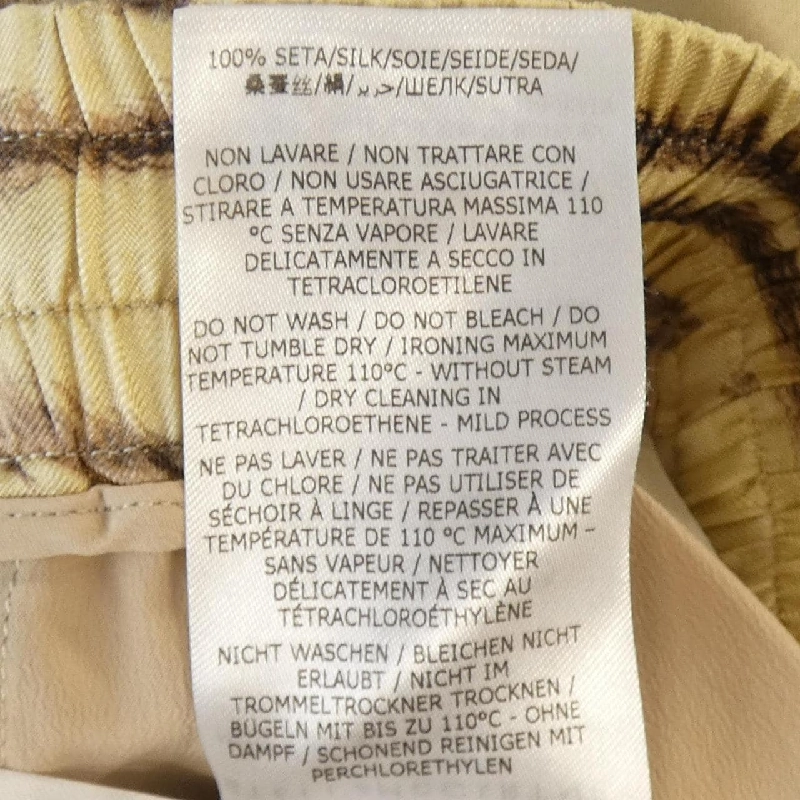 100% SETA/SILK/SOIE/SEIDE/SEDA/
桑蚕丝/絹/حرير/ШЕЛК/SUTRA
NON LAVARE / NON TRATTARE CON
CLORO / NON USARE ASCIUGATRICE /
STIRARE A TEMPERATURA MASSIMA 110
°C SENZA VAPORE / LAVARE
DELICATAMENTE A SECCO IN
TETRACLOROETILENE
DO NOT WASH / DO NOT BLEACH / DO
NOT TUMBLE DRY / IRONING MAXIMUM
TEMPERATURE 110°C - WITHOUT STEAM
/ DRY CLEANING IN
TETRACHLOROETHENE - MILD PROCESS
NE PAS LAVER / NE PAS TRAITER AVEC
DU CHLORE / NE PAS UTILISER DE
SÉCHOIR À LINGE / REPASSER À UNE
TEMPÉRATURE DE 110 °C MAXIMUM –
SANS VAPEUR / NETTOYER
DÉLICATEMENT À SEC AU
TÉTRACHLOROÉTHYLÈNE
NICHT WASCHEN / BLEICHEN NICHT
ERLAUBT / NICHT IM
TROMMELTROCKNER TROCKNEN /
BÜGELN MIT BIS ZU 110°C - OHNE
DAMPF / SCHONEND REINIGEN MIT
PERCHLORETHYLEN